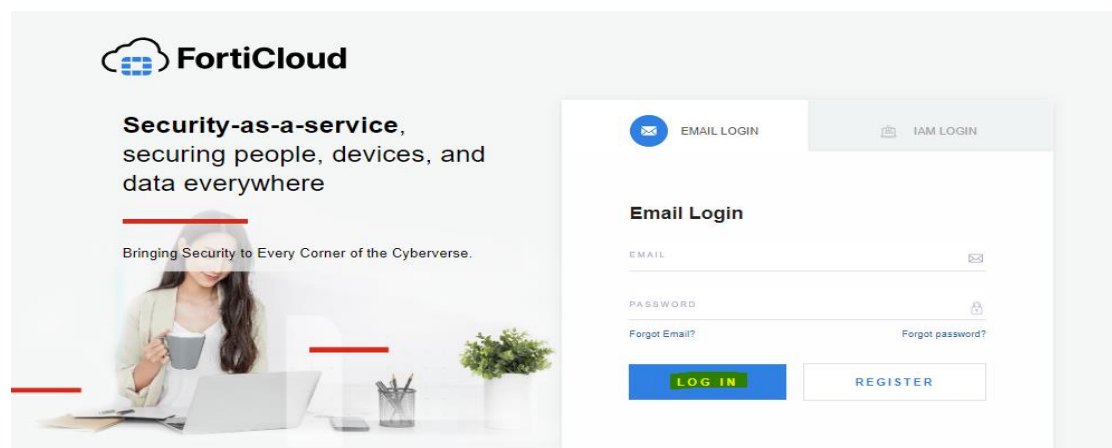 FortiCloud
Security-as-a-service,
securing people, devices, and
data everywhere
Bringing Security to Every Corner of the Cyberverse.
EMAIL LOGIN
IAM LOGIN
Email Login
EMAIL
PASSWORD
Forgot Email?
Forgot password?
LOG IN
REGISTER